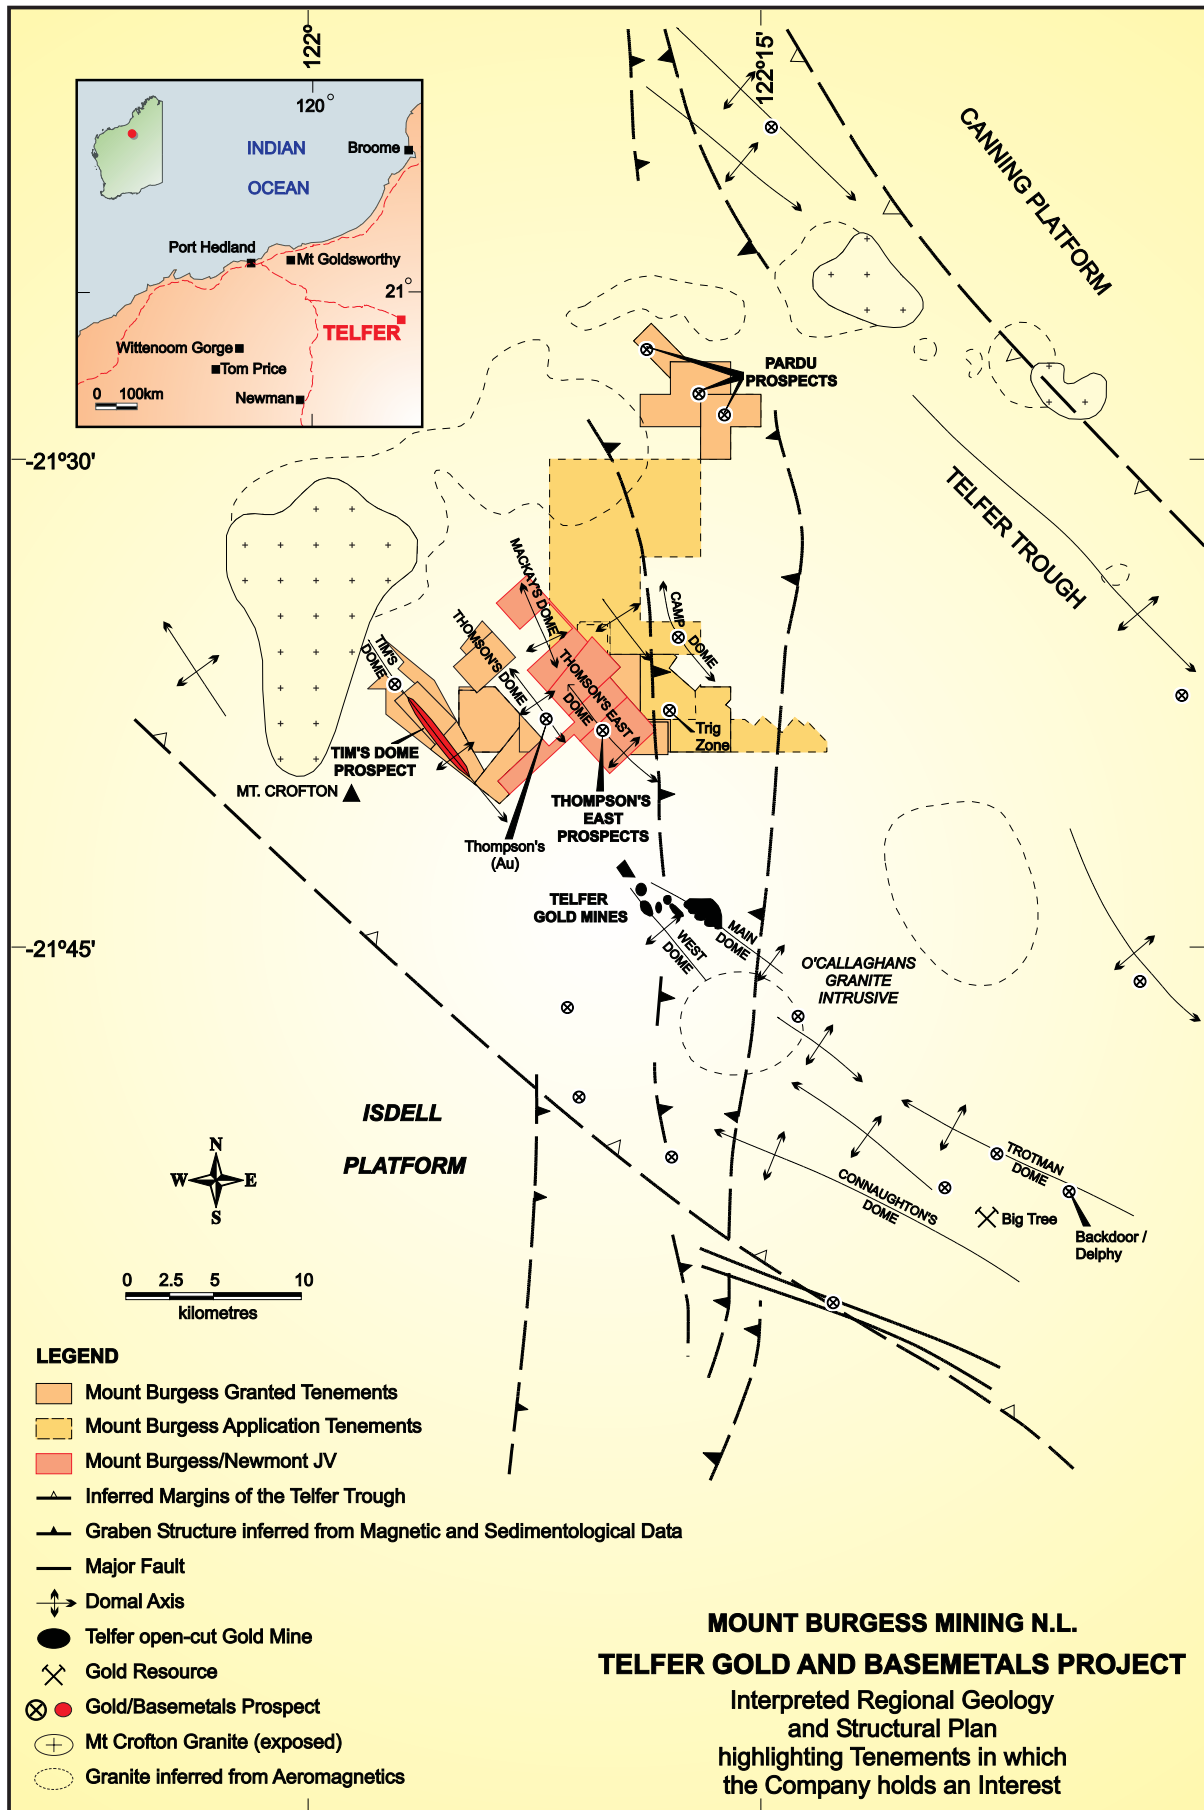 122°
122°15'
120°
INDIAN
OCEAN
Broome
Port Hedland
Mt Goldsworthy
21°
TELFER
Wittenoom Gorge
Tom Price
Newman
0 100km
CANNING PLATFORM
PARDU
PROSPECTS
-21°30'
TELFER TROUGH
MACKAY'S DOME
CAMP
DOME
THOMSON'S DOME
TIM'S
DOME
THOMSON'S EAST
DOME
Trig
Zone
TIM'S DOME
PROSPECT
MT. CROFTON
THOMPSON'S
EAST
PROSPECTS
Thompson's
(Au)
TELFER
GOLD MINES
MAIN
DOME
WEST
DOME
-21°45'
O'CALLAGHANS
GRANITE
INTRUSIVE
ISDELL
PLATFORM
N
W E
S
TROTMAN
DOME
CONNAUGHTON'S
DOME
Big Tree
Backdoor /
Delphy
0 2.5 5 10
kilometres
LEGEND
Mount Burgess Granted Tenements
Mount Burgess Application Tenements
Mount Burgess/Newmont JV
Inferred Margins of the Telfer Trough
Graben Structure inferred from Magnetic and Sedimentological Data
Major Fault
Domal Axis
Telfer open-cut Gold Mine
Gold Resource
Gold/Basemetals Prospect
Mt Crofton Granite (exposed)
Granite inferred from Aeromagnetics
MOUNT BURGESS MINING N.L.
TELFER GOLD AND BASEMETALS PROJECT
Interpreted Regional Geology
and Structural Plan
highlighting Tenements in which
the Company holds an Interest